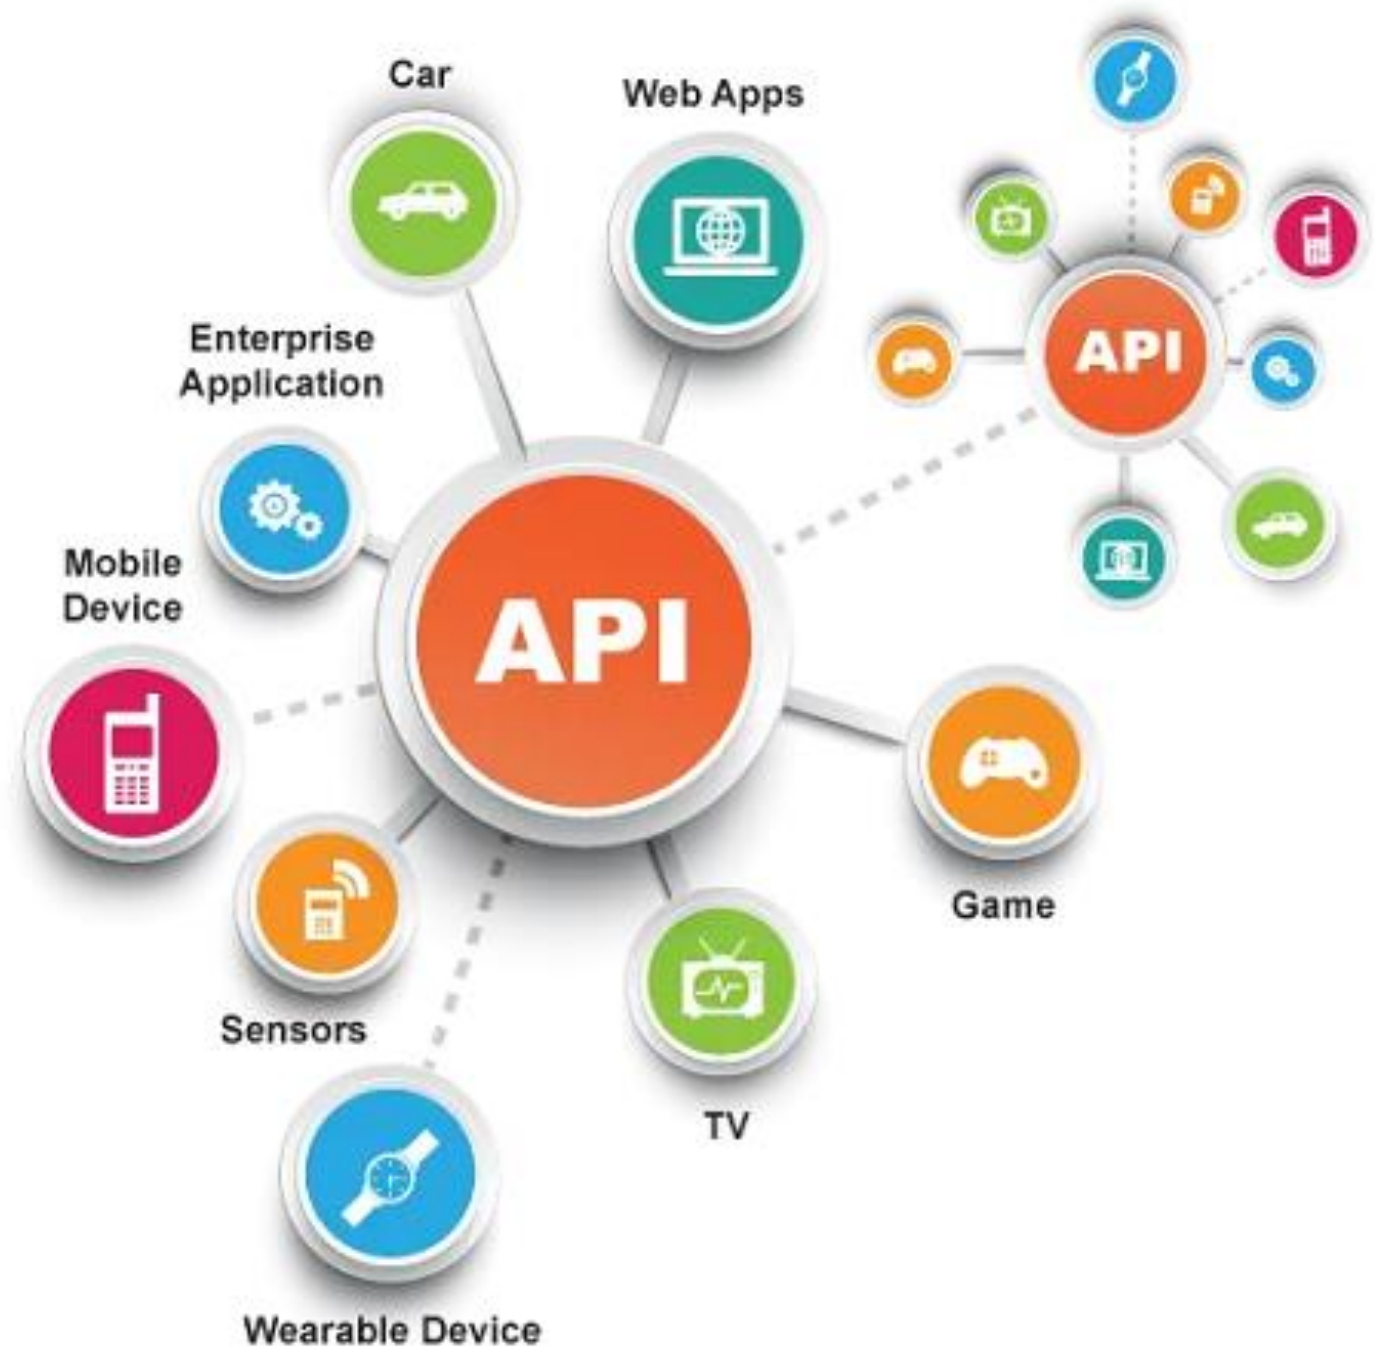 Car
Web Apps
Enterprise
Application
API
Mobile
Device
API
Game
Sensors
TV
Wearable Device